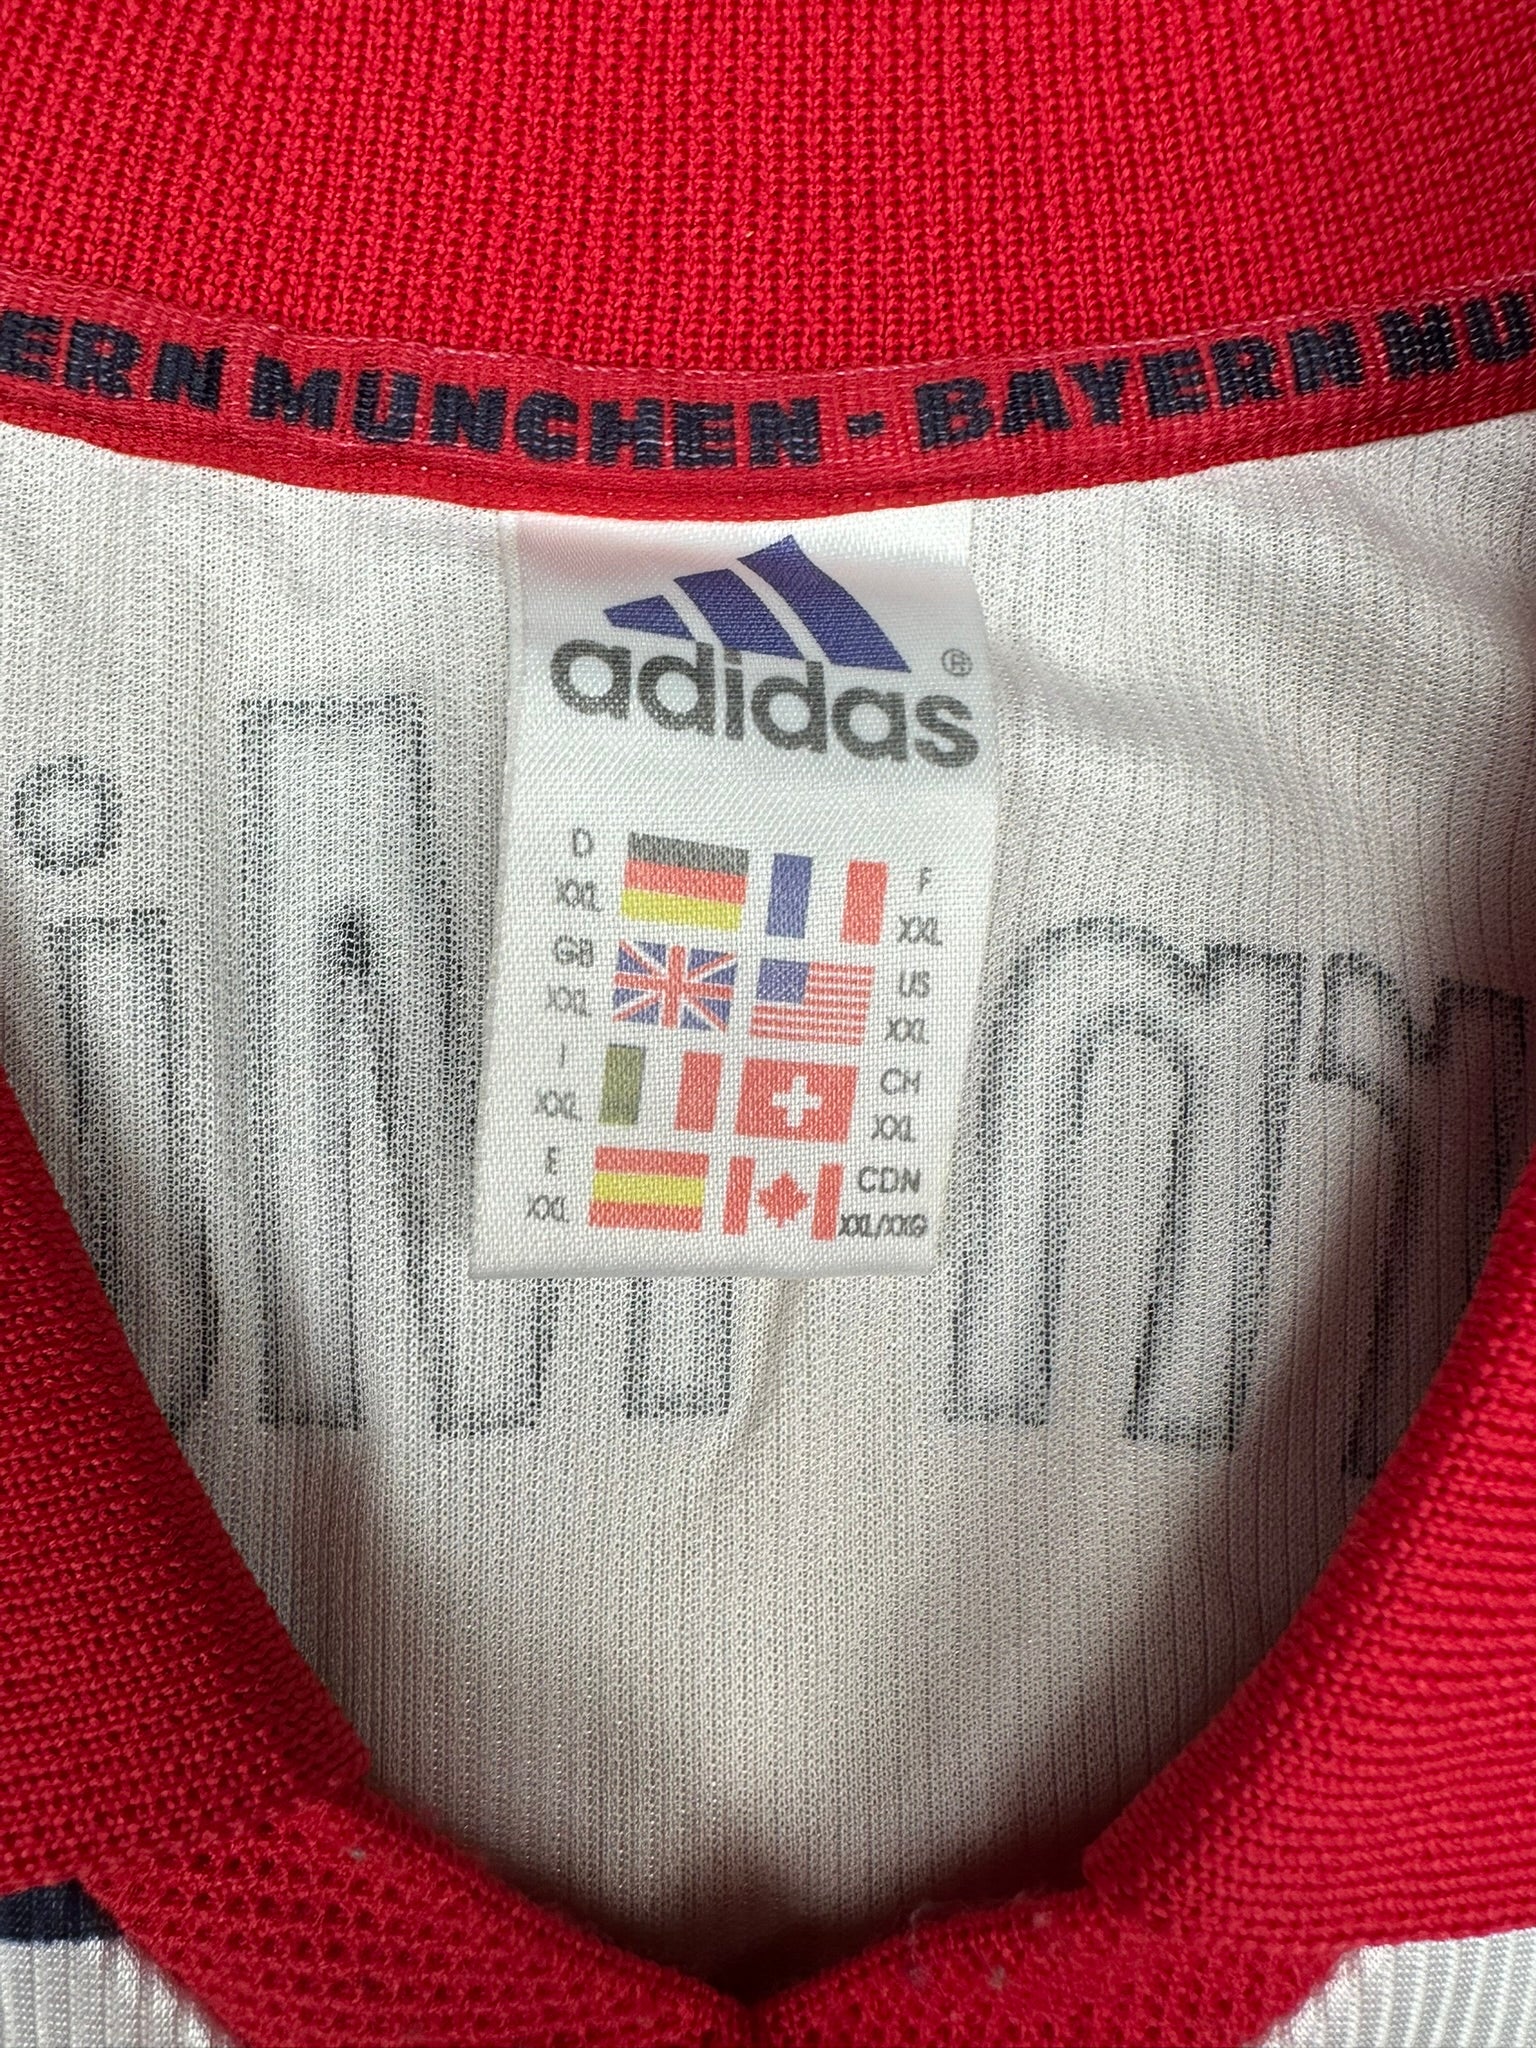 ERN MUNCHEN - BAYERN MU
adidas ®
D F
XXL XXL
GB US
XXL XXL
I CH
XXL XXL
E CDN
XXL XXL/XXG